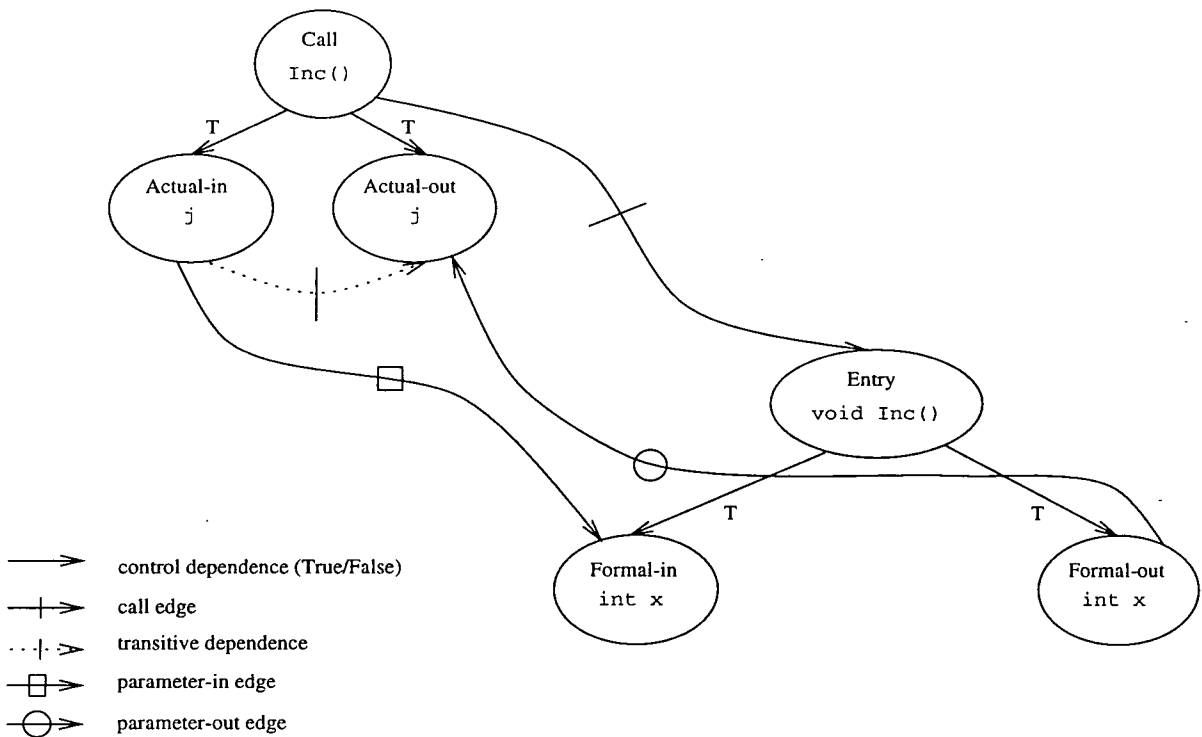 Call
Inc()
T
T
Actual-in
j
Actual-out
j
Entry
void Inc()
T
T
Formal-in
int x
Formal-out
int x
control dependence (True/False)
call edge
transitive dependence
parameter-in edge
parameter-out edge